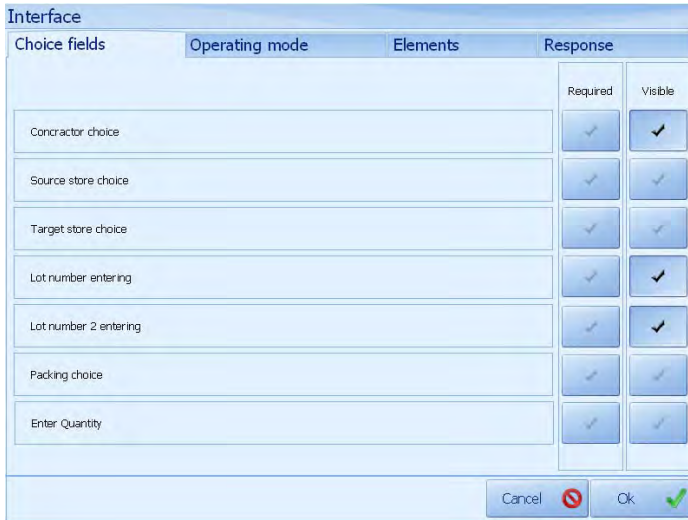 Interface
Choice fields Operating mode Elements Response
Required Visible
Concractor choice
Source store choice
Target store choice
Lot number entering
Lot number 2 entering
Packing choice
Enter Quantity
Cancel Ok